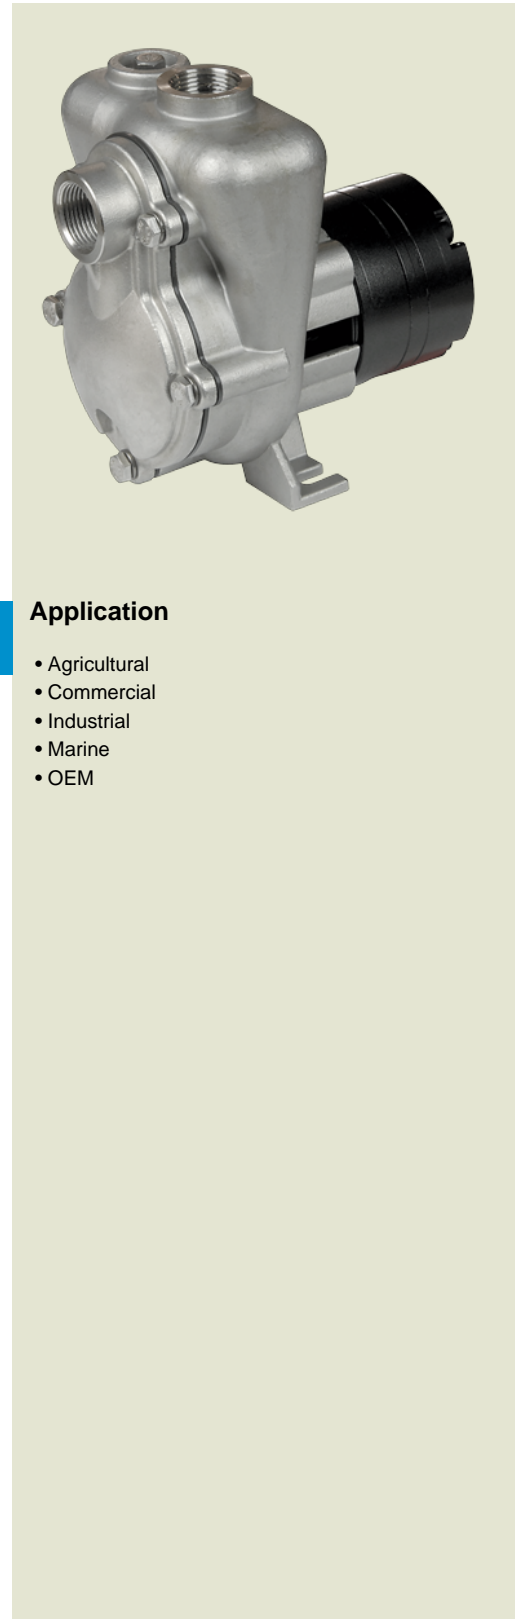 Application
• Agricultural
• Commercial
• Industrial
• Marine
• OEM